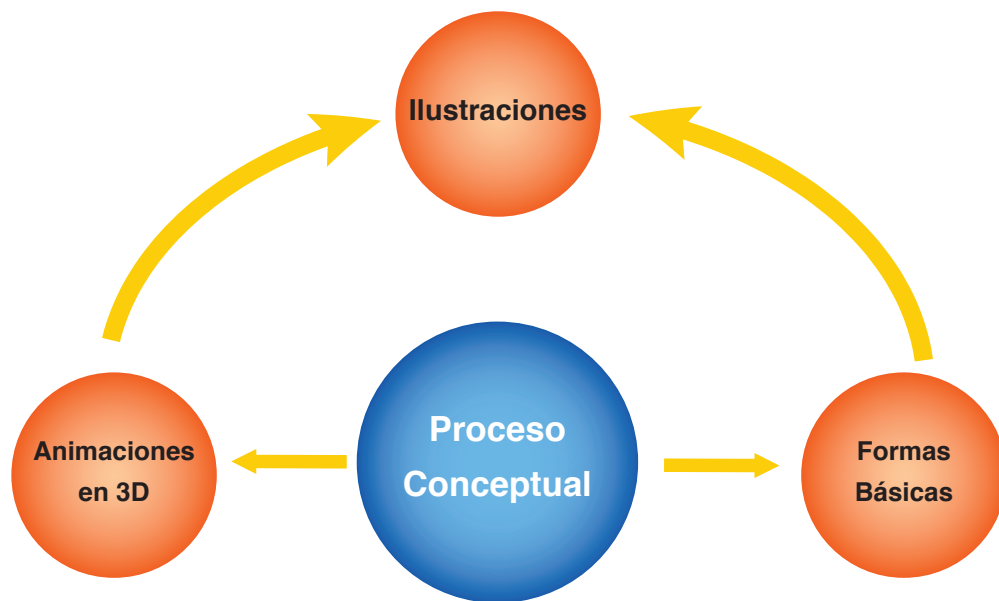 Ilustraciones
Animaciones
en 3D
Proceso
Conceptual
Formas
Básicas